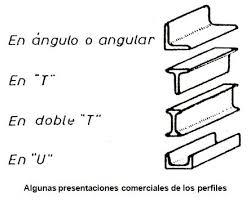 En ángulo o angular
En "T"
En doble "T"
En "U"
Algunas presentaciones comerciales de los perfiles